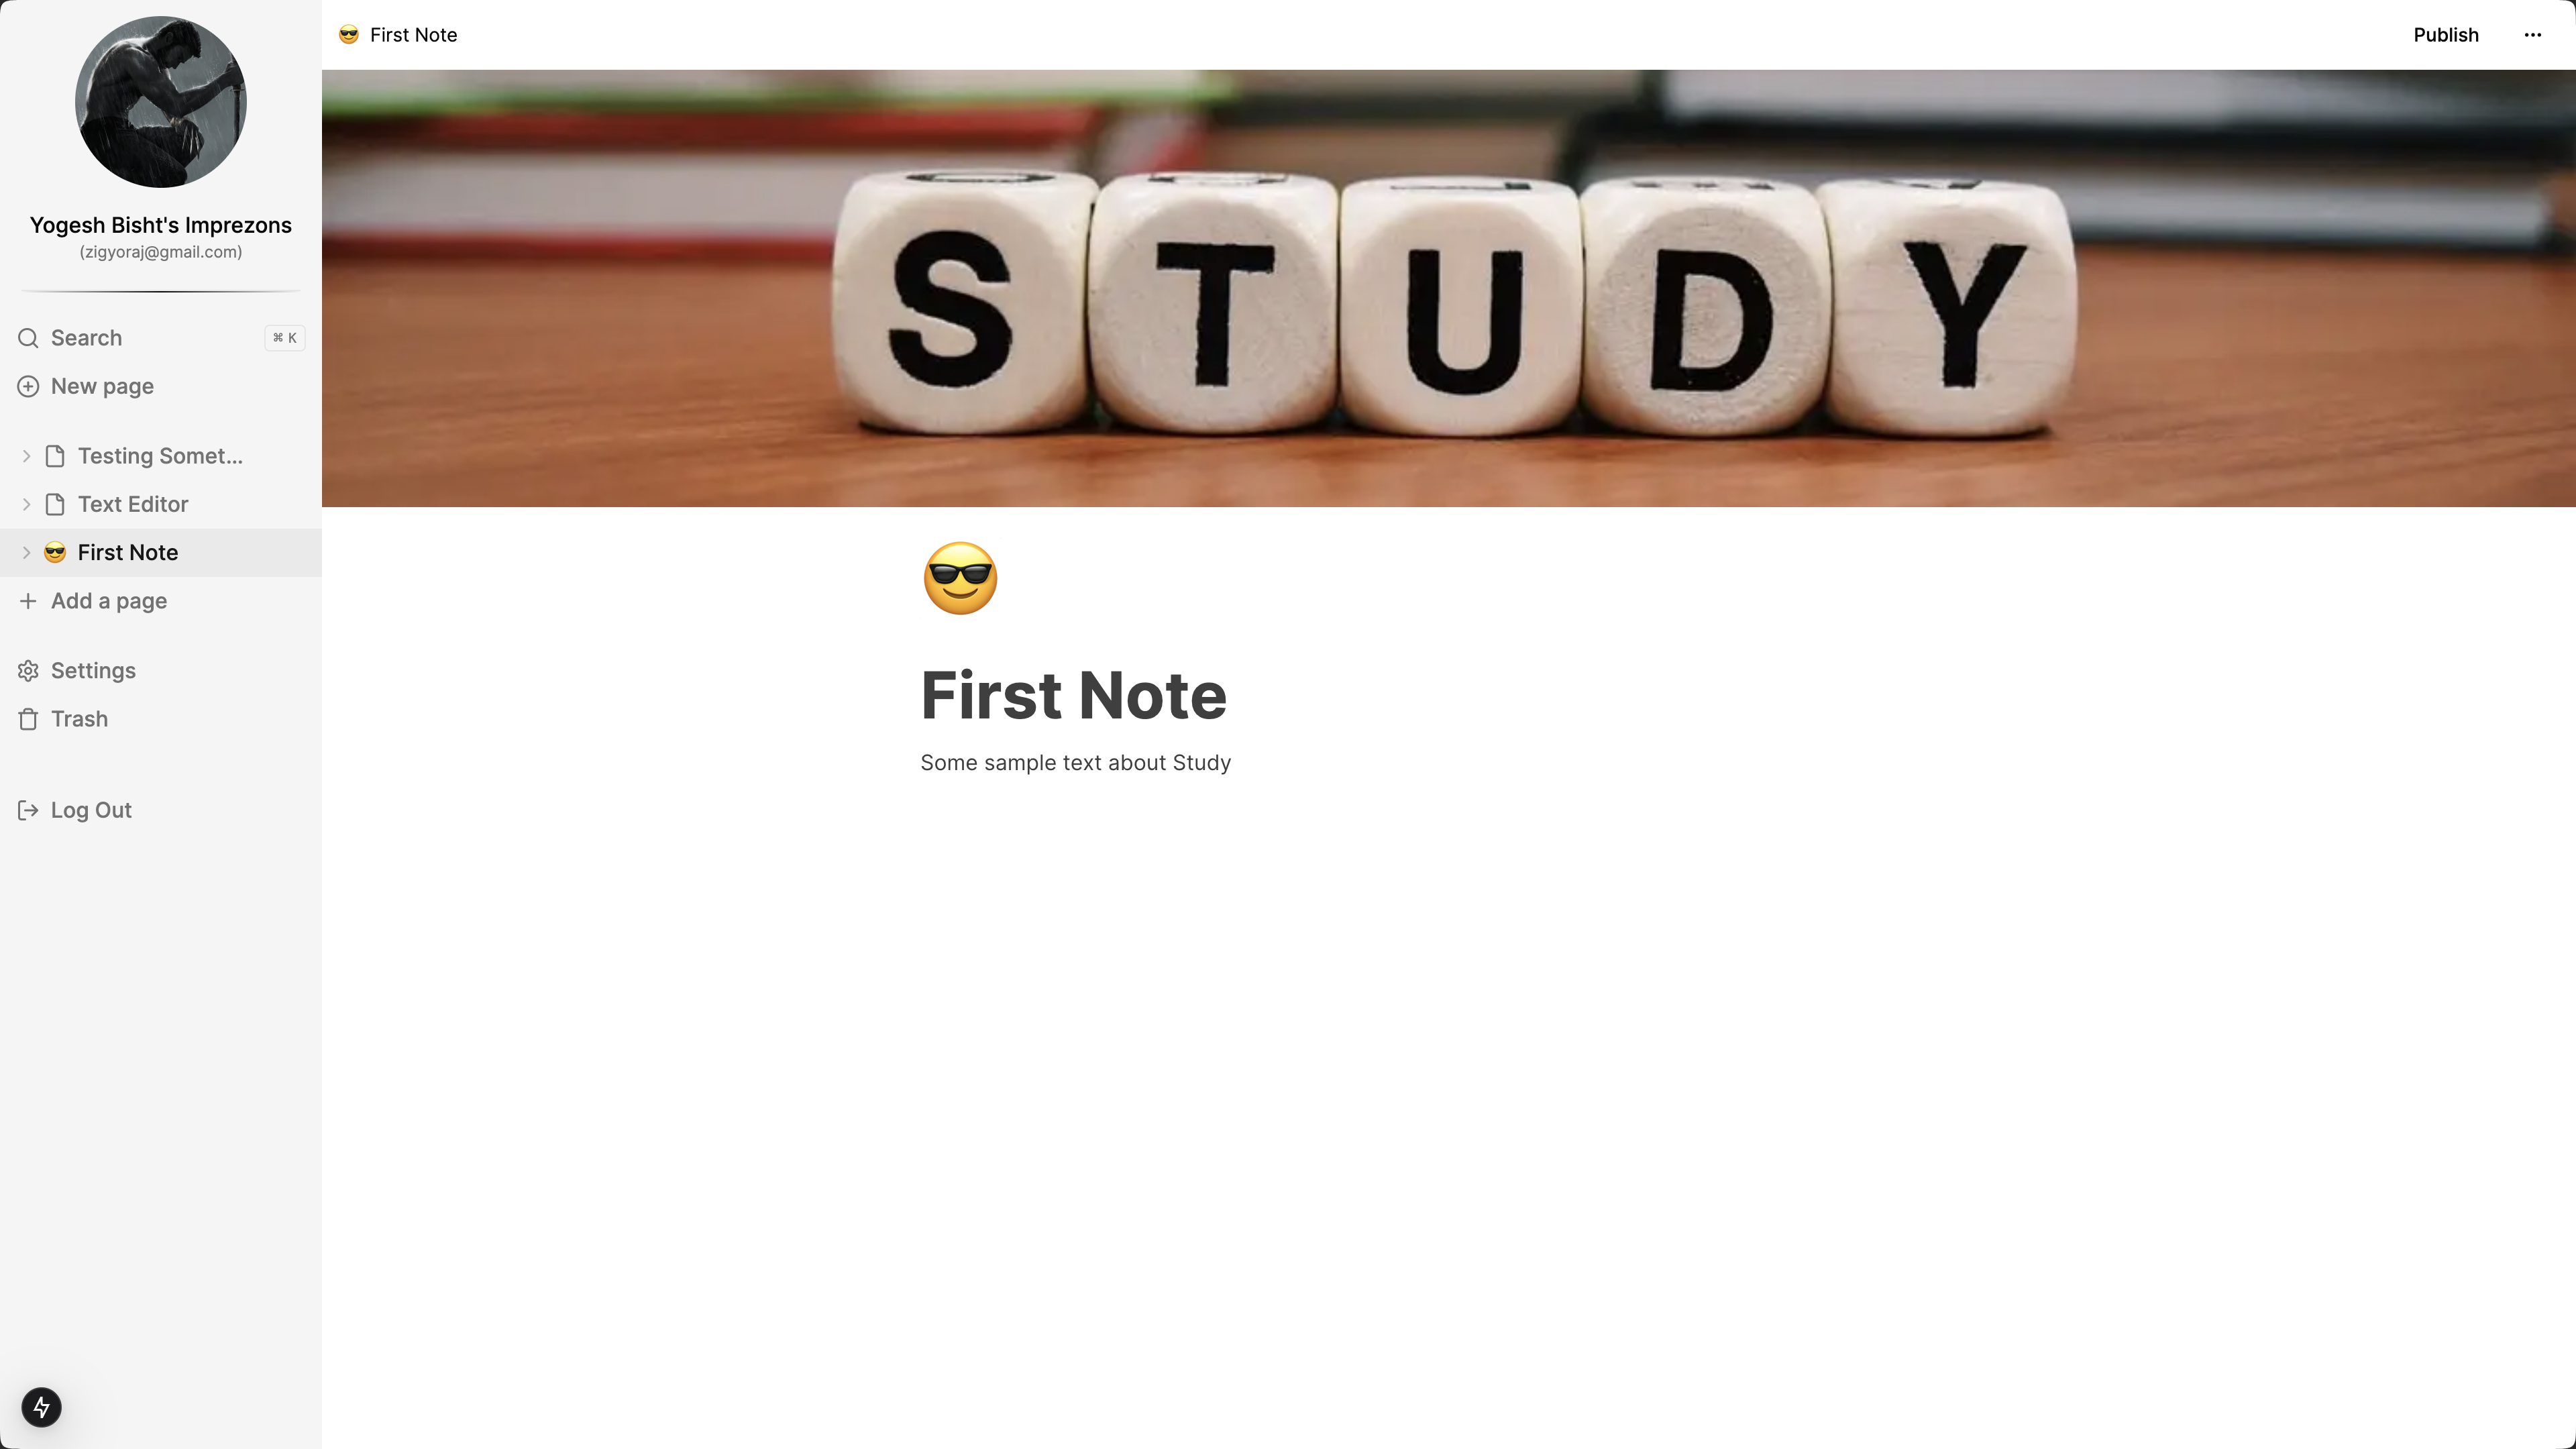 Yogesh Bisht's Imprezons
(zigyoraj@gmail.com)
Search ⌘ K
New page
Testing Somet...
Text Editor
First Note
Add a page
Settings
Trash
Log Out
😎 First Note
Publish
STUDY
😎
First Note
Some sample text about Study